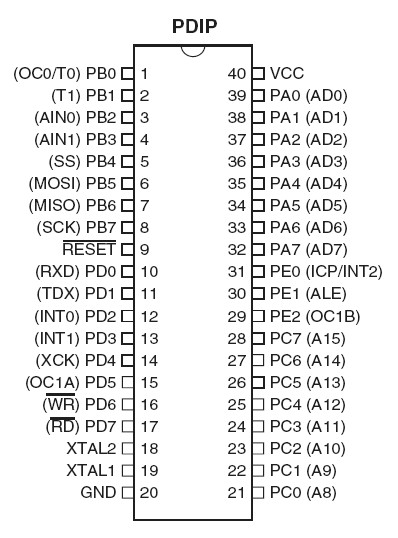 PDIP
(OC0/T0) PB0 1 40 VCC
(T1) PB1 2 39 PA0 (AD0)
(AIN0) PB2 3 38 PA1 (AD1)
(AIN1) PB3 4 37 PA2 (AD2)
(SS) PB4 5 36 PA3 (AD3)
(MOSI) PB5 6 35 PA4 (AD4)
(MISO) PB6 7 34 PA5 (AD5)
(SCK) PB7 8 33 PA6 (AD6)
RESET 9 32 PA7 (AD7)
(RXD) PD0 10 31 PE0 (ICP/INT2)
(TDX) PD1 11 30 PE1 (ALE)
(INT0) PD2 12 29 PE2 (OC1B)
(INT1) PD3 13 28 PC7 (A15)
(XCK) PD4 14 27 PC6 (A14)
(OC1A) PD5 15 26 PC5 (A13)
(WR) PD6 16 25 PC4 (A12)
(RD) PD7 17 24 PC3 (A11)
XTAL2 18 23 PC2 (A10)
XTAL1 19 22 PC1 (A9)
GND 20 21 PC0 (A8)